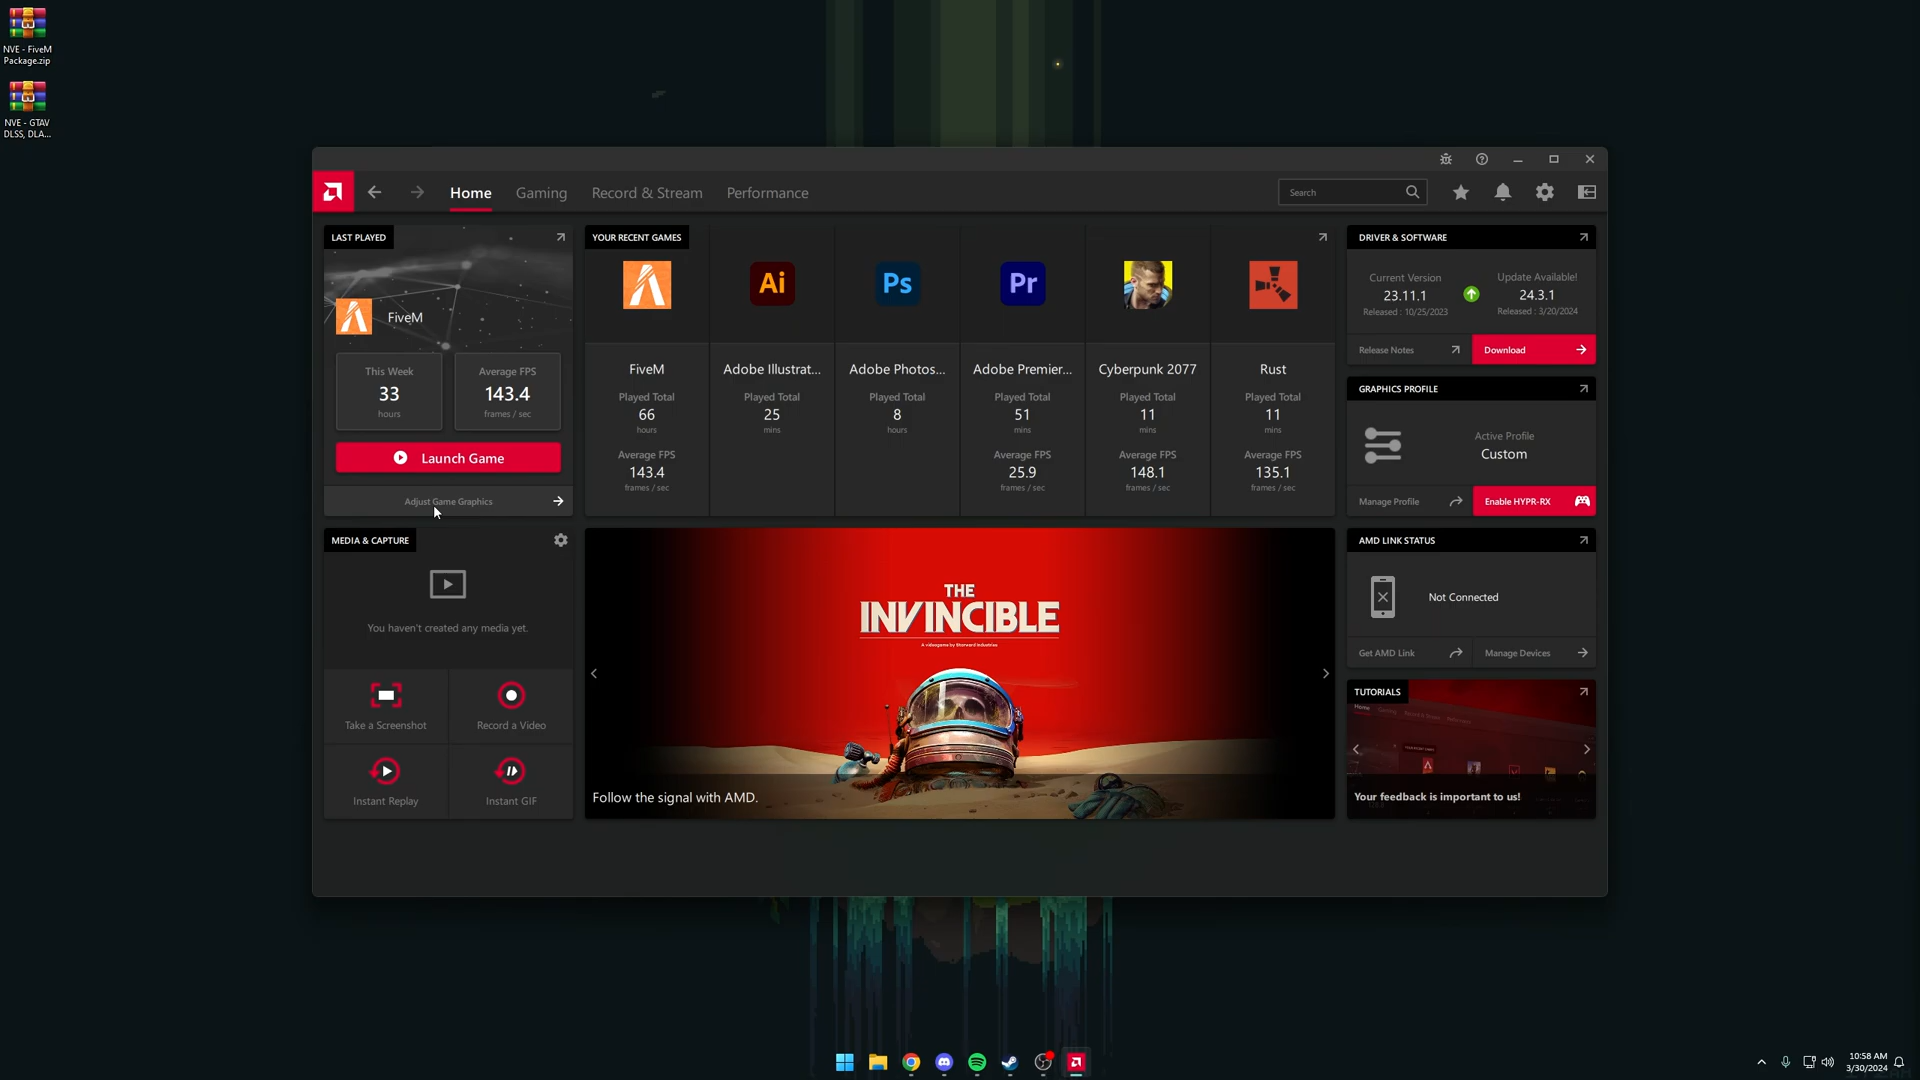 NVE - FiveM
Package.zip
NVE - GTAV
DLSS, DLA...
Home
Gaming
Record & Stream
Performance
Search
LAST PLAYED
FiveM
This Week
33
hours
Average FPS
143.4
frames / sec
Launch Game
Adjust Game Graphics
YOUR RECENT GAMES
Ai
Ps
Pr
FiveM
Played Total
66
hours
Average FPS
143.4
frames / sec
Adobe Illustrat...
Played Total
25
mins
Adobe Photos...
Played Total
8
hours
Adobe Premier...
Played Total
51
mins
Average FPS
25.9
frames / sec
Cyberpunk 2077
Played Total
11
mins
Average FPS
148.1
frames / sec
Rust
Played Total
11
mins
Average FPS
135.1
frames / sec
DRIVER & SOFTWARE
Current Version
23.11.1
Released : 10/25/2023
Update Available!
24.3.1
Released : 3/20/2024
Release Notes
Download
GRAPHICS PROFILE
Active Profile
Custom
Manage Profile
Enable HYPR-RX
MEDIA & CAPTURE
You haven't created any media yet.
Take a Screenshot
Record a Video
Instant Replay
Instant GIF
THE
INVINCIBLE
A videogame by Starward Industries
Follow the signal with AMD.
AMD LINK STATUS
Not Connected
Get AMD Link
Manage Devices
TUTORIALS
Home
Your feedback is important to us!
10:58 AM
3/30/2024